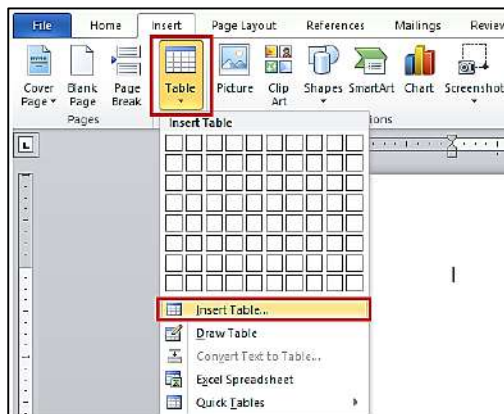 File Home Insert Page Layout References Mailings Review
Cover Page Blank Page Page Break Table Picture Clip Art Shapes SmartArt Chart Screenshot
Pages
Insert Table
L
Insert Table...
Draw Table
Convert Text to Table...
Excel Spreadsheet
Quick Tables